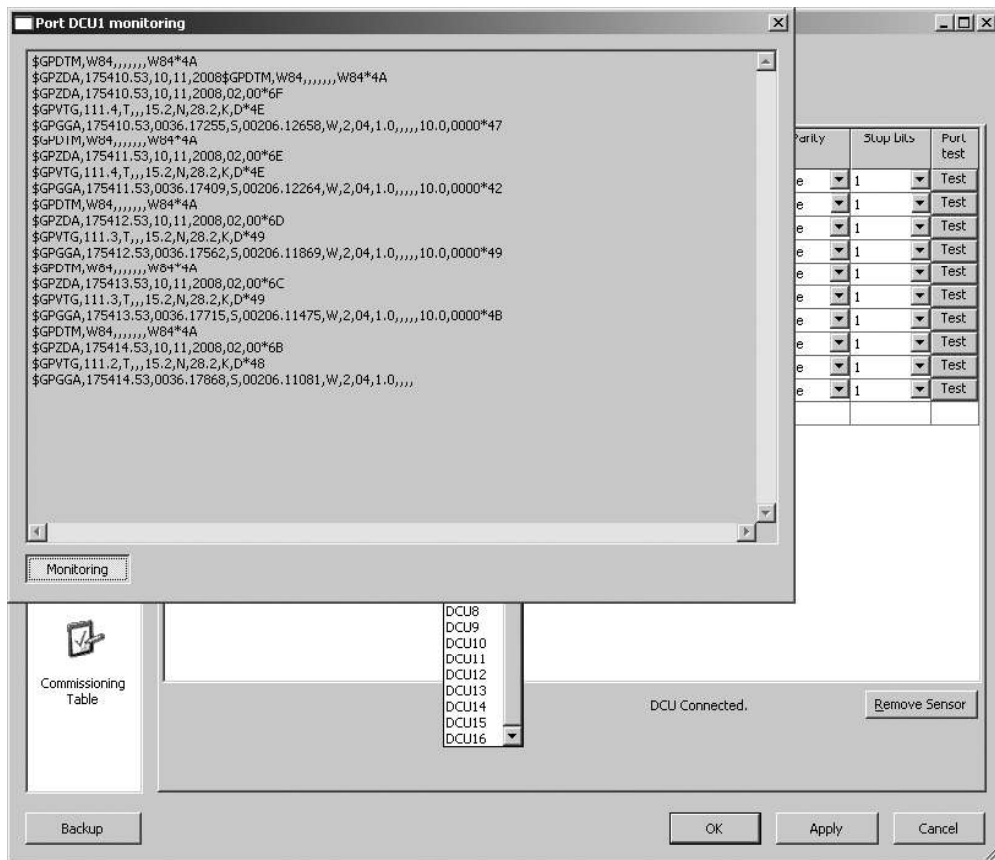 Port DCU1 monitoring
$GPDTM,W84,,,,,,,W84*4A
$GPZDA,175410.53,10,11,2008$GPDTM,W84,,,,,,,W84*4A
$GPZDA,175410.53,10,11,2008,02,00*6F
$GPVTG,111.4,T,,,15.2,N,28.2,K,D*4E
$GPGGA,175410.53,0036.17255,S,00206.12658,W,2,04,1.0,,,,,10.0,0000*47
$GPDTM,W84,,,,,,,W84*4A
$GPZDA,175411.53,10,11,2008,02,00*6E
$GPVTG,111.4,T,,,15.2,N,28.2,K,D*4E
$GPGGA,175411.53,0036.17409,S,00206.12264,W,2,04,1.0,,,,,10.0,0000*42
$GPDTM,W84,,,,,,,W84*4A
$GPZDA,175412.53,10,11,2008,02,00*6D
$GPVTG,111.3,T,,,15.2,N,28.2,K,D*49
$GPGGA,175412.53,0036.17562,S,00206.11869,W,2,04,1.0,,,,,10.0,0000*49
$GPDTM,W84,,,,,,,W84*4A
$GPZDA,175413.53,10,11,2008,02,00*6C
$GPVTG,111.3,T,,,15.2,N,28.2,K,D*49
$GPGGA,175413.53,0036.17715,S,00206.11475,W,2,04,1.0,,,,,10.0,0000*4B
$GPDTM,W84,,,,,,,W84*4A
$GPZDA,175414.53,10,11,2008,02,00*6B
$GPVTG,111.2,T,,,15.2,N,28.2,K,D*48
$GPGGA,175414.53,0036.17868,S,00206.11081,W,2,04,1.0,,,,
Monitoring
Parity Stop bits Port
test
e 1 Test
e 1 Test
e 1 Test
e 1 Test
e 1 Test
e 1 Test
e 1 Test
e 1 Test
e 1 Test
e 1 Test
DCU8
DCU9
DCU10
DCU11
DCU12
DCU13
DCU14
DCU15
DCU16
Commissioning
Table
DCU Connected.
Remove Sensor
Backup
OK
Apply
Cancel